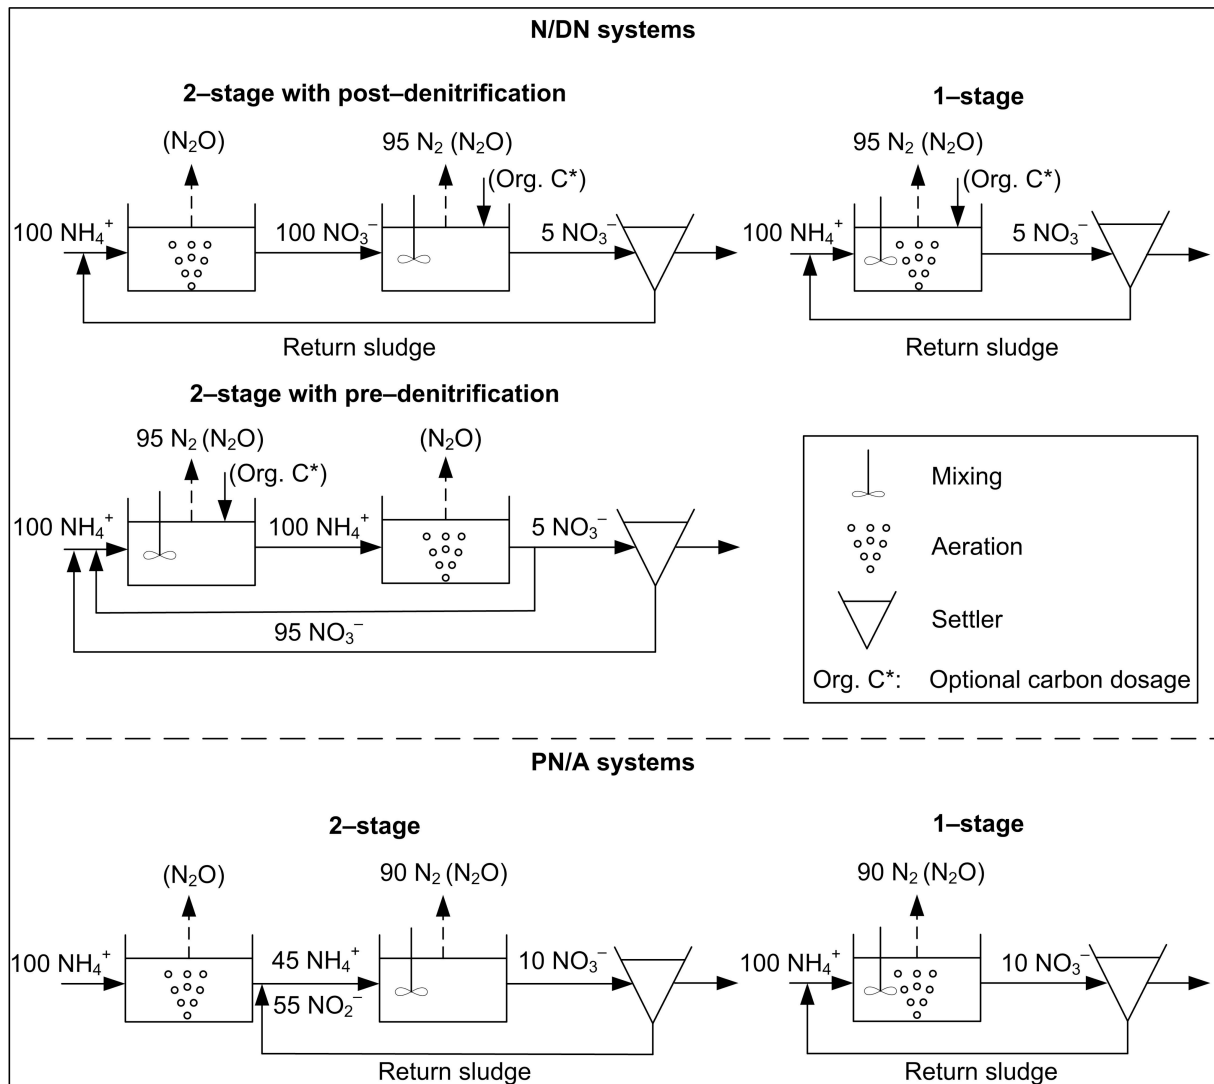 N/DN systems
2–stage with post–denitrification
(N₂O)
95 N₂ (N₂O)
(Org. C*)
100 NH₄⁺
100 NO₃⁻
5 NO₃⁻
Return sludge
1–stage
95 N₂ (N₂O)
(Org. C*)
100 NH₄⁺
5 NO₃⁻
Return sludge
2–stage with pre–denitrification
95 N₂ (N₂O)
(Org. C*)
(N₂O)
100 NH₄⁺
100 NH₄⁺
5 NO₃⁻
95 NO₃⁻
Mixing
Aeration
Settler
Org. C*: Optional carbon dosage
PN/A systems
2–stage
(N₂O)
90 N₂ (N₂O)
100 NH₄⁺
45 NH₄⁺
55 NO₂⁻
10 NO₃⁻
Return sludge
1–stage
90 N₂ (N₂O)
100 NH₄⁺
10 NO₃⁻
Return sludge